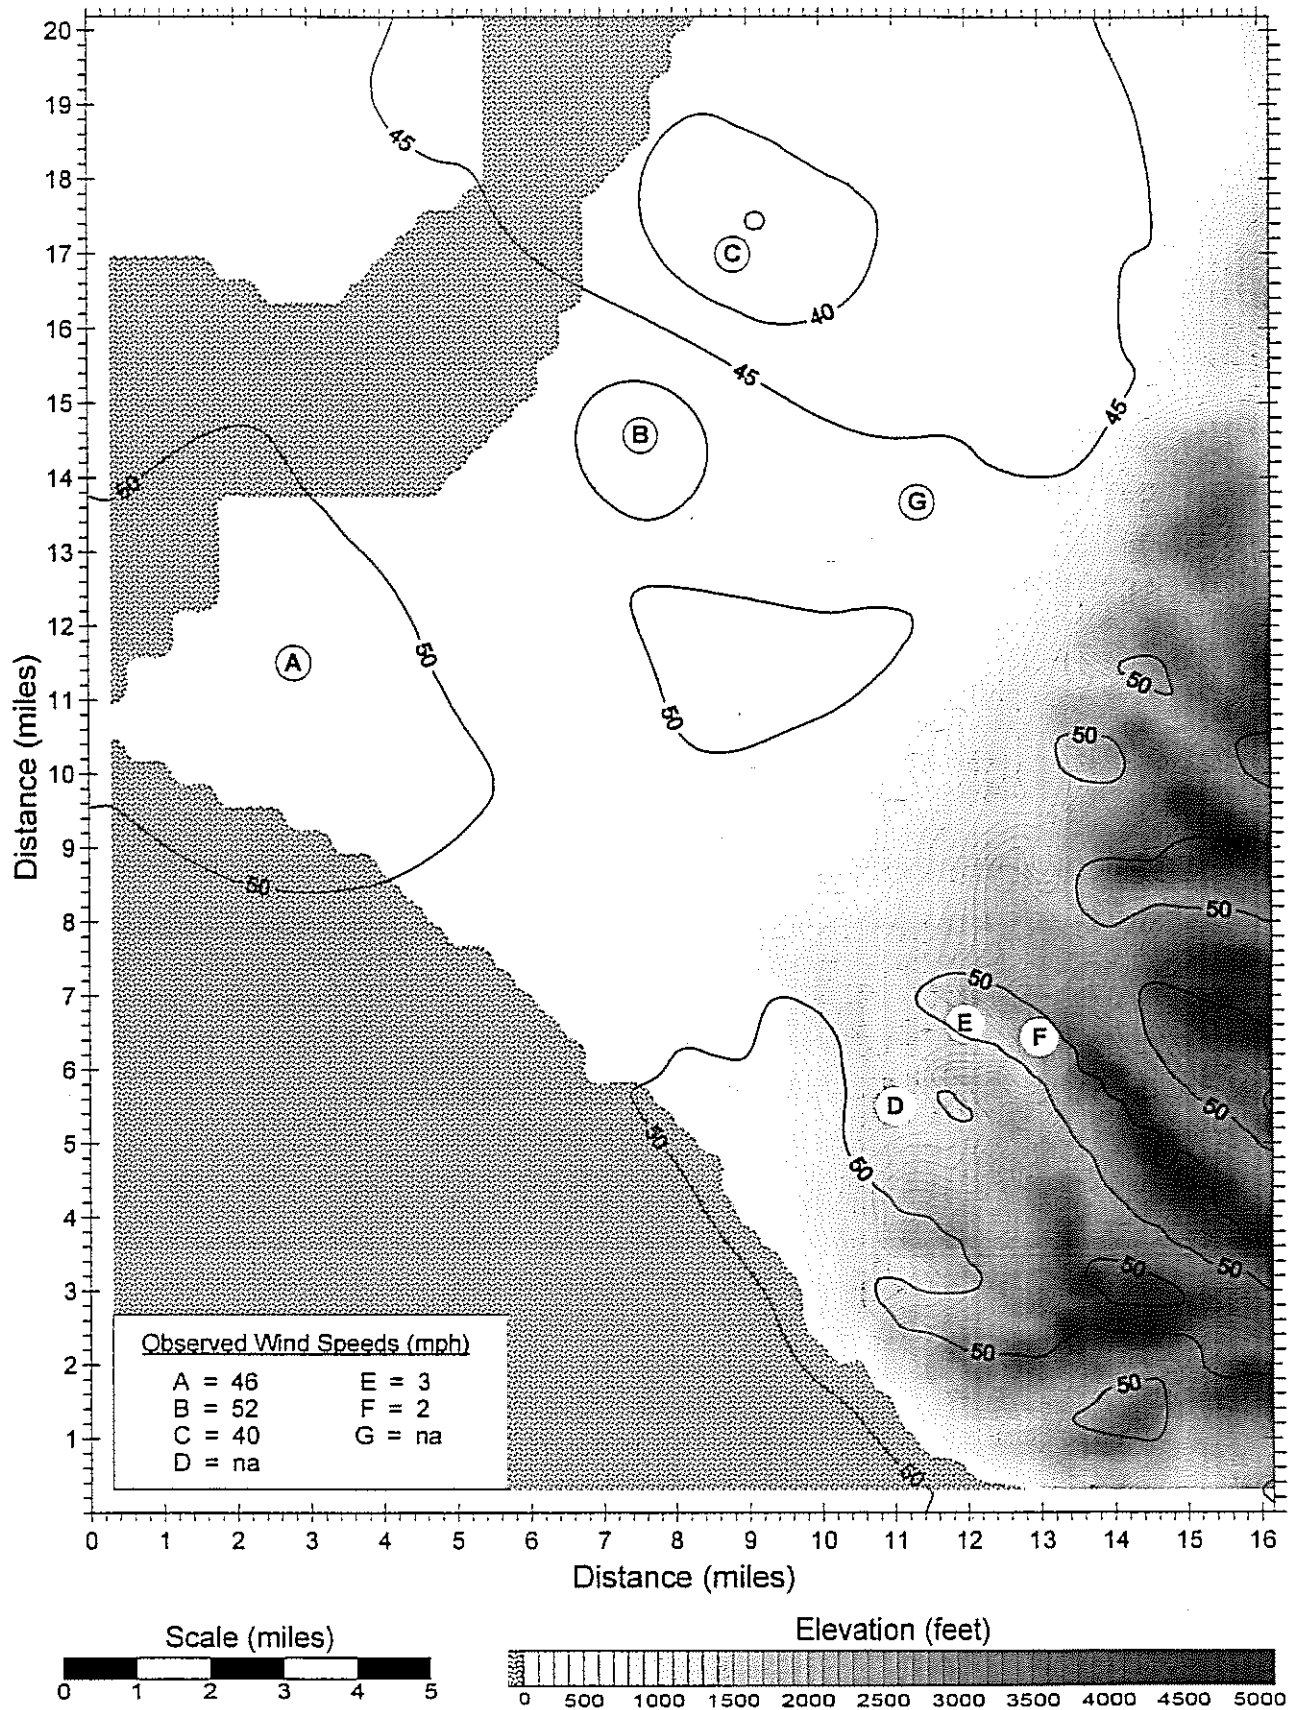 20
19
18
17
16
15
14
13
12
11
10
9
8
7
6
5
4
3
2
1
Distance (miles)
45
C
40
45
45
B
50
G
A
50
50
50
50
50
50
50
E
F
D
50
50
50
50
50
50
50
50
Observed Wind Speeds (mph)
A = 46 E = 3
B = 52 F = 2
C = 40 G = na
D = na
0 1 2 3 4 5 6 7 8 9 10 11 12 13 14 15 16
Distance (miles)
Scale (miles)
0 1 2 3 4 5
Elevation (feet)
0 500 1000 1500 2000 2500 3000 3500 4000 4500 5000